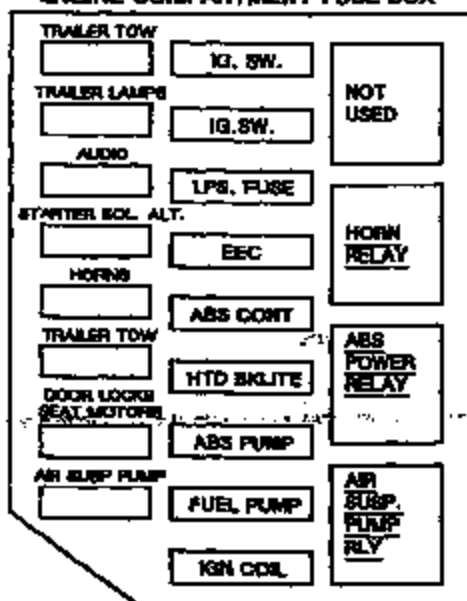 TRAILER TOW
TRAILER LAMPS
AUDIO
STARTER SOL. ALT.
HORNS
TRAILER TOW
DOOR LOCKS
SEAT MOTORS
AIR SUSP PUMP
IG. SW.
IG.SW.
LPS. FUSE
EEC
ABS CONT
HTD BKLITE
ABS PUMP
FUEL PUMP
IGN COIL
NOT
USED
HORN
RELAY
ABS
POWER
RELAY
AIR
SUSP.
PUMP
RLY